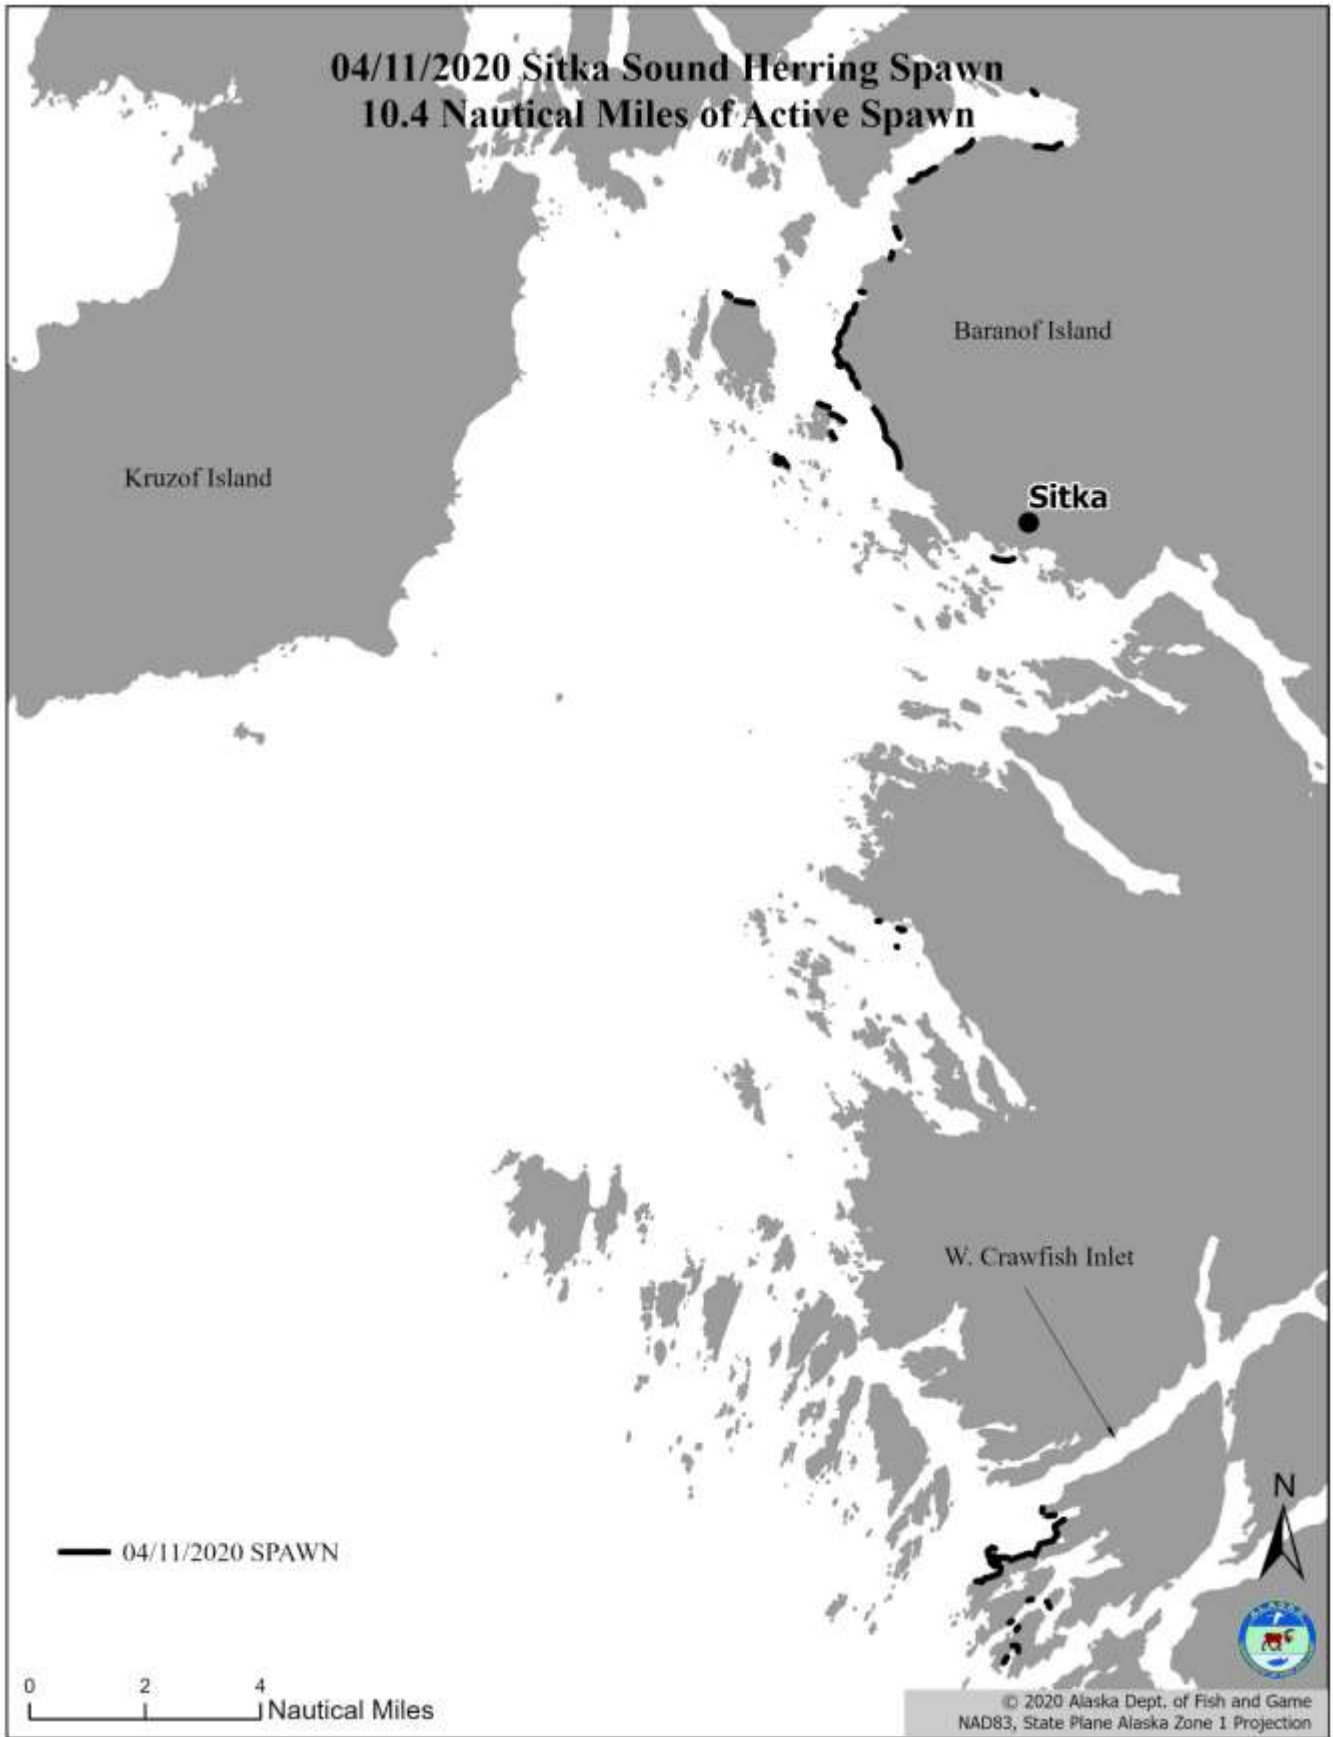 04/11/2020 Sitka Sound Herring Spawn
10.4 Nautical Miles of Active Spawn
Baranof Island
Kruzof Island
Sitka
W. Crawfish Inlet
N
04/11/2020 SPAWN
ALASKA
0 2 4
Nautical Miles
© 2020 Alaska Dept. of Fish and Game
NAD83, State Plane Alaska Zone 1 Projection